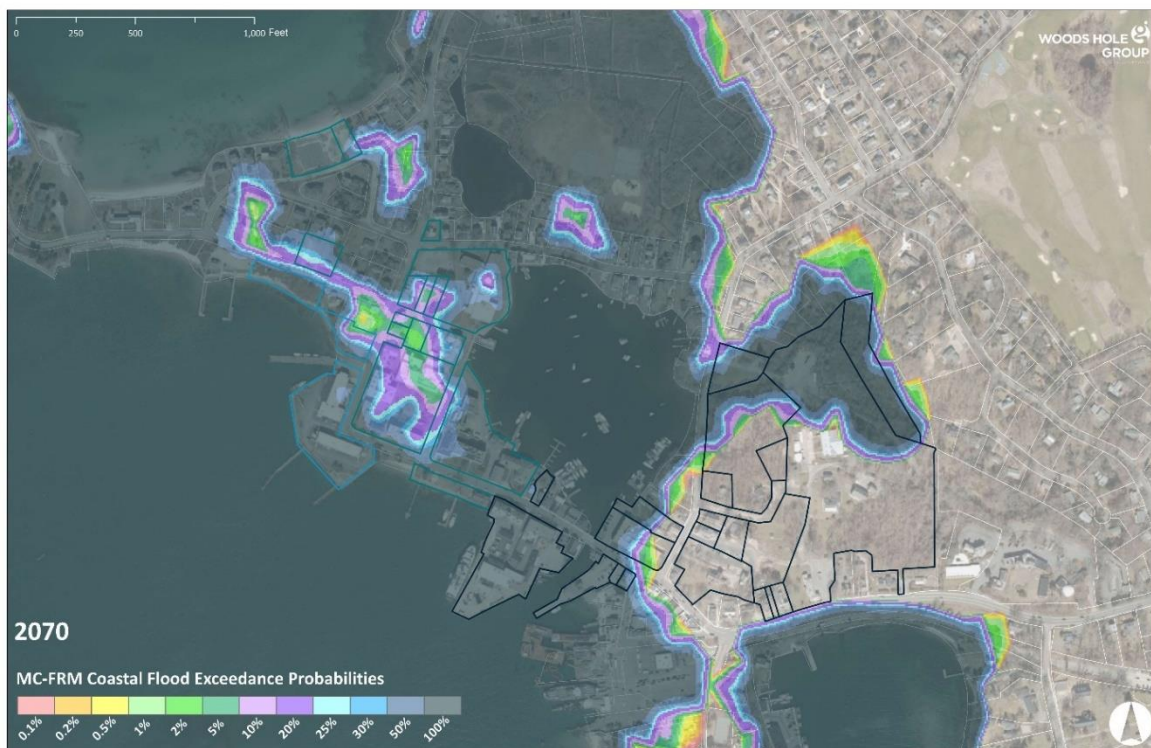 0 250 500 1,000 Feet
WOODS HOLE
GROUP
2070
MC-FRM Coastal Flood Exceedance Probabilities
0.1% 0.2% 0.5% 1% 2% 5% 10% 20% 25% 30% 50% 100%